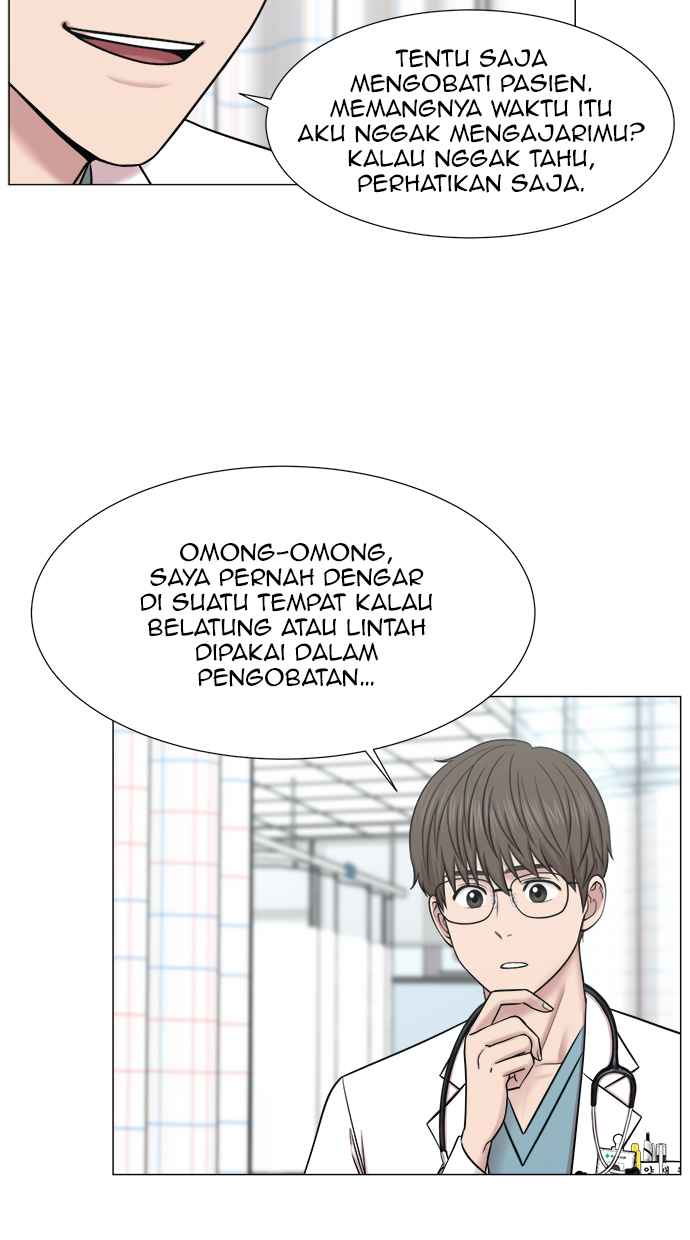 TENTU SAJA
MENGOBATI PASIEN.
MEMANGNYA WAKTU ITU
AKU NGGAK MENGAJARIMU?
KALAU NGGAK TAHU,
PERHATIKAN SAJA.
OMONG-OMONG,
SAYA PERNAH DENGAR
DI SUATU TEMPAT KALAU
BELATUNG ATAU LINTAH
DIPAKAI DALAM
PENGOBATAN...